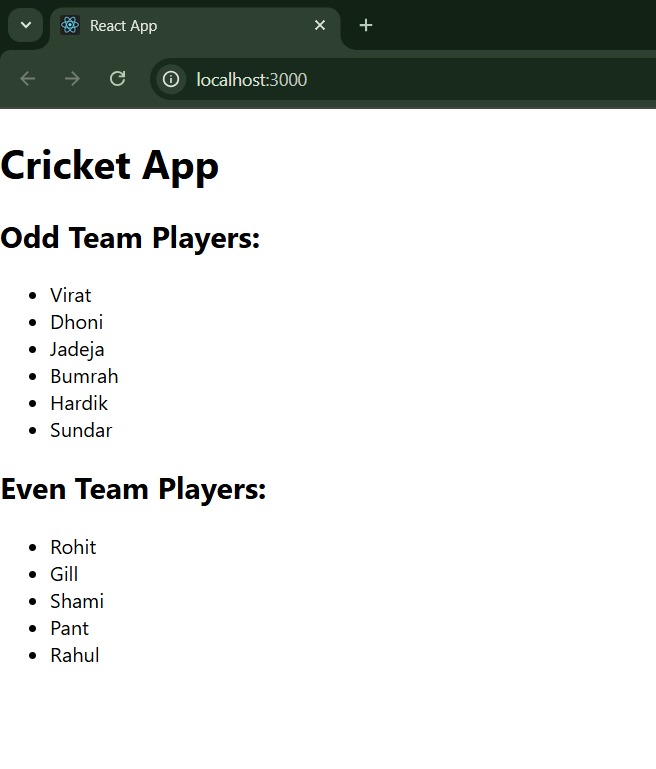 React App
localhost:3000
Cricket App
Odd Team Players:
Virat
Dhoni
Jadeja
Bumrah
Hardik
Sundar
Even Team Players:
Rohit
Gill
Shami
Pant
Rahul